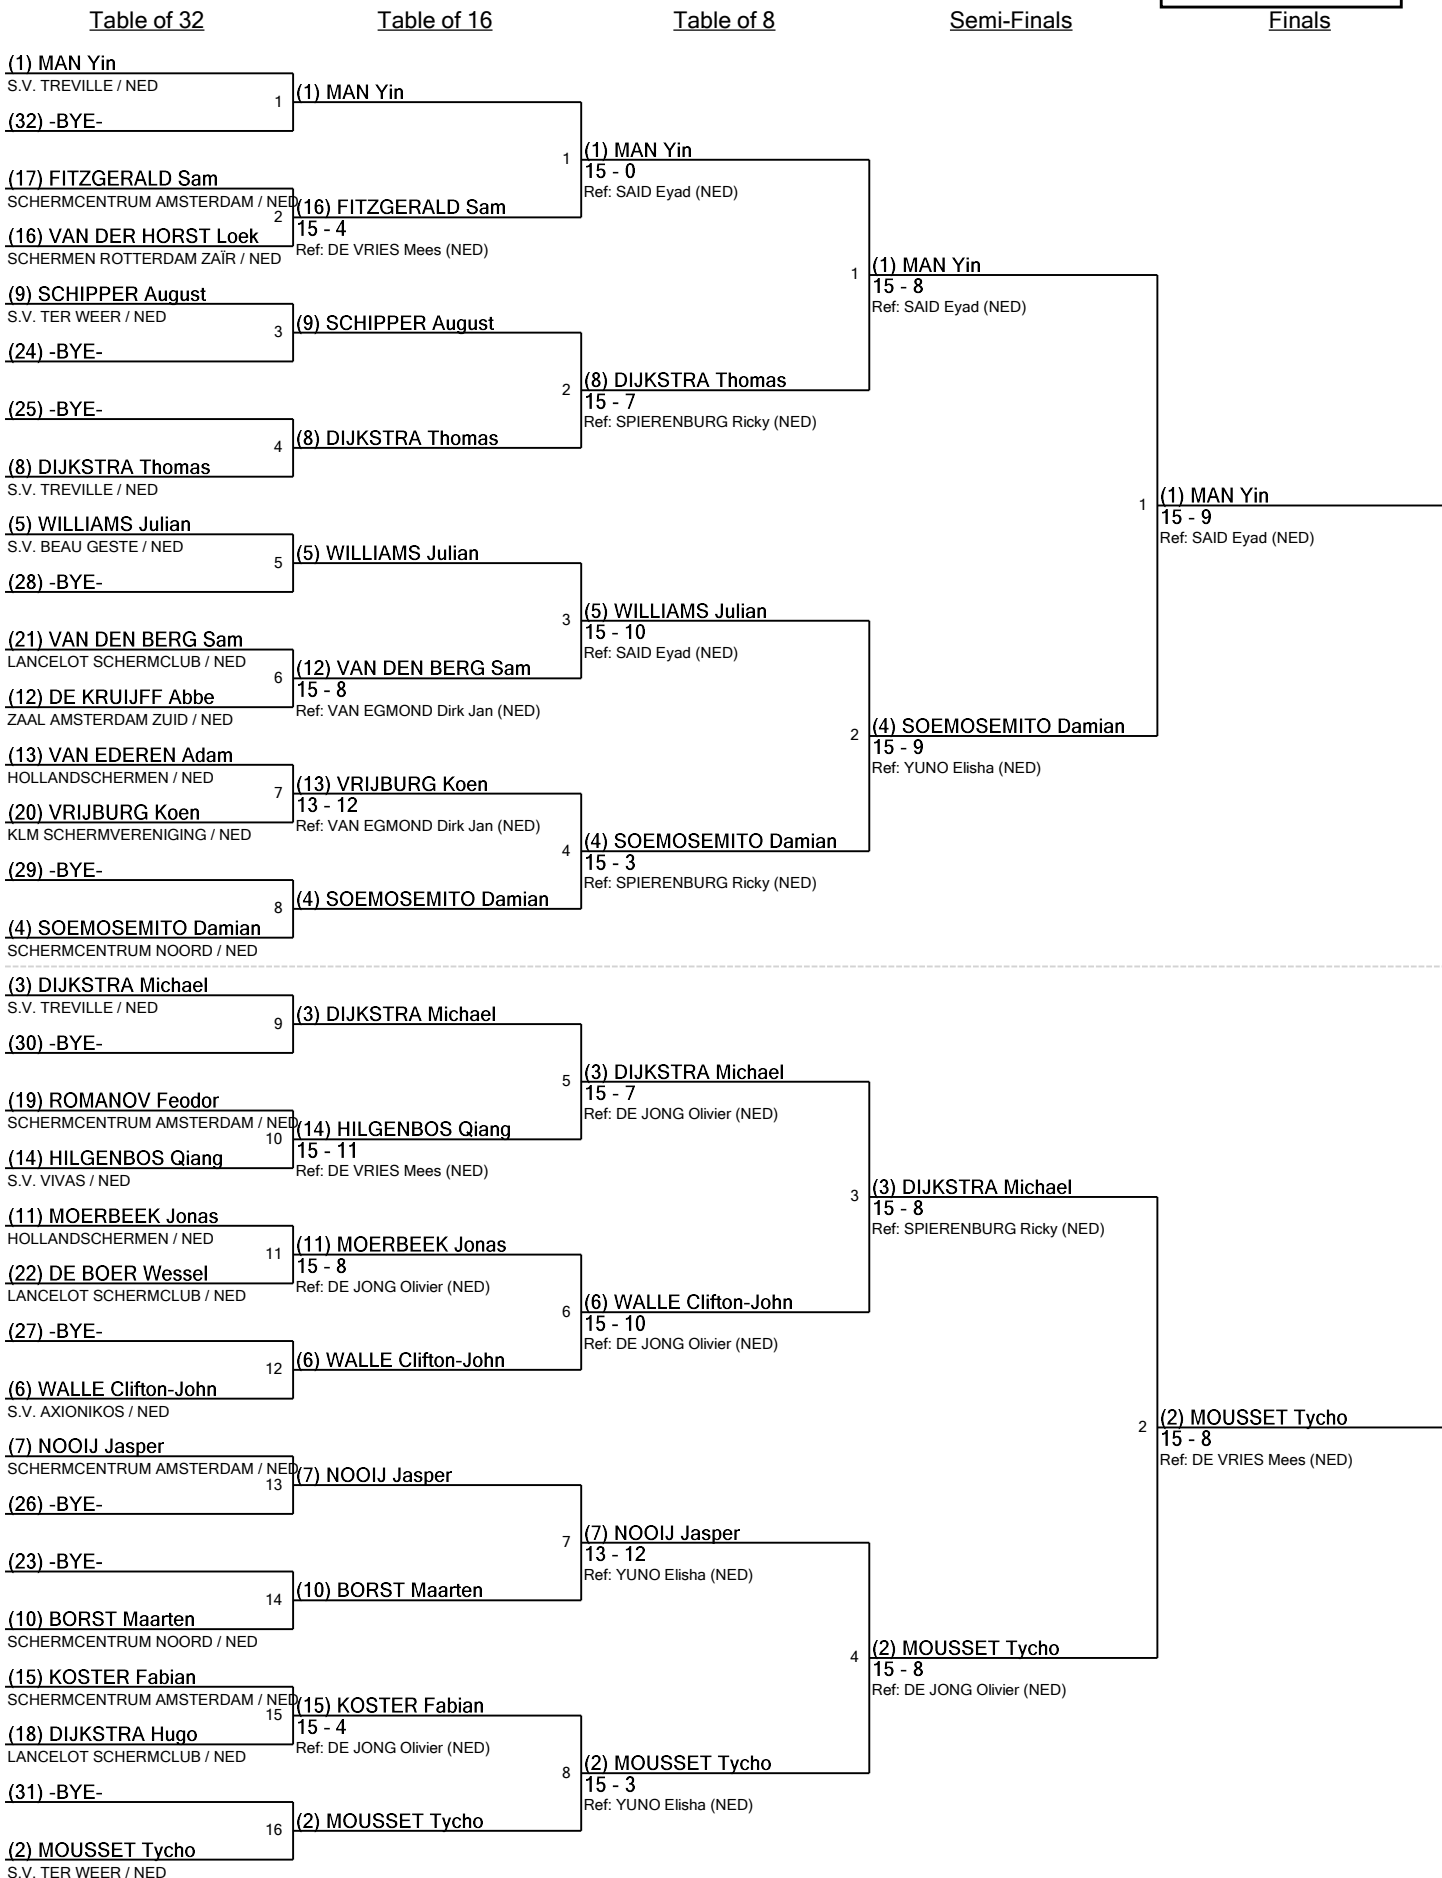 Table of 32
Table of 16
Table of 8
Semi-Finals
Finals
(1) MAN Yin
S.V. TREVILLE / NED
1
(32) -BYE-
(17) FITZGERALD Sam
SCHERMCENTRUM AMSTERDAM / NED
2
(16) VAN DER HORST Loek
SCHERMEN ROTTERDAM ZAÏR / NED
(9) SCHIPPER August
S.V. TER WEER / NED
3
(24) -BYE-
(25) -BYE-
4
(8) DIJKSTRA Thomas
S.V. TREVILLE / NED
(5) WILLIAMS Julian
S.V. BEAU GESTE / NED
5
(28) -BYE-
(21) VAN DEN BERG Sam
LANCELOT SCHERMCLUB / NED
6
(12) DE KRUIJFF Abbe
ZAAL AMSTERDAM ZUID / NED
(13) VAN EDEREN Adam
HOLLANDSCHERMEN / NED
7
(20) VRIJBURG Koen
KLM SCHERMVERENIGING / NED
(29) -BYE-
8
(4) SOEMOSEMITO Damian
SCHERMCENTRUM NOORD / NED
(3) DIJKSTRA Michael
S.V. TREVILLE / NED
9
(30) -BYE-
(19) ROMANOV Feodor
SCHERMCENTRUM AMSTERDAM / NED
10
(14) HILGENBOS Qiang
S.V. VIVAS / NED
(11) MOERBEEK Jonas
HOLLANDSCHERMEN / NED
11
(22) DE BOER Wessel
LANCELOT SCHERMCLUB / NED
(27) -BYE-
12
(6) WALLE Clifton-John
S.V. AXIONIKOS / NED
(7) NOOIJ Jasper
SCHERMCENTRUM AMSTERDAM / NED
13
(26) -BYE-
(23) -BYE-
14
(10) BORST Maarten
SCHERMCENTRUM NOORD / NED
(15) KOSTER Fabian
SCHERMCENTRUM AMSTERDAM / NED
15
(18) DIJKSTRA Hugo
LANCELOT SCHERMCLUB / NED
(31) -BYE-
16
(2) MOUSSET Tycho
S.V. TER WEER / NED
(1) MAN Yin
1
(16) FITZGERALD Sam
15 - 4
Ref: DE VRIES Mees (NED)
(9) SCHIPPER August
2
(8) DIJKSTRA Thomas
(5) WILLIAMS Julian
3
(12) VAN DEN BERG Sam
15 - 8
Ref: VAN EGMOND Dirk Jan (NED)
(13) VRIJBURG Koen
13 - 12
Ref: VAN EGMOND Dirk Jan (NED)
4
(4) SOEMOSEMITO Damian
(3) DIJKSTRA Michael
5
(14) HILGENBOS Qiang
15 - 11
Ref: DE VRIES Mees (NED)
(11) MOERBEEK Jonas
15 - 8
Ref: DE JONG Olivier (NED)
6
(6) WALLE Clifton-John
(7) NOOIJ Jasper
7
(10) BORST Maarten
(15) KOSTER Fabian
15 - 4
Ref: DE JONG Olivier (NED)
8
(2) MOUSSET Tycho
(1) MAN Yin
15 - 0
Ref: SAID Eyad (NED)
1
(8) DIJKSTRA Thomas
15 - 7
Ref: SPIERENBURG Ricky (NED)
(5) WILLIAMS Julian
15 - 10
Ref: SAID Eyad (NED)
2
(4) SOEMOSEMITO Damian
15 - 3
Ref: SPIERENBURG Ricky (NED)
(3) DIJKSTRA Michael
15 - 7
Ref: DE JONG Olivier (NED)
3
(6) WALLE Clifton-John
15 - 10
Ref: DE JONG Olivier (NED)
(7) NOOIJ Jasper
13 - 12
Ref: YUNO Elisha (NED)
4
(2) MOUSSET Tycho
15 - 3
Ref: YUNO Elisha (NED)
(1) MAN Yin
15 - 8
Ref: SAID Eyad (NED)
1
(4) SOEMOSEMITO Damian
15 - 9
Ref: YUNO Elisha (NED)
(3) DIJKSTRA Michael
15 - 8
Ref: SPIERENBURG Ricky (NED)
2
(2) MOUSSET Tycho
15 - 8
Ref: DE JONG Olivier (NED)
(1) MAN Yin
15 - 9
Ref: SAID Eyad (NED)
(2) MOUSSET Tycho
15 - 8
Ref: DE VRIES Mees (NED)